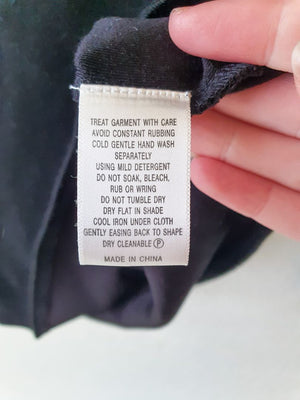 TREAT GARMENT WITH CARE
AVOID CONSTANT RUBBING
COLD GENTLE HAND WASH
SEPARATELY
USING MILD DETERGENT
DO NOT SOAK, BLEACH,
RUB OR WRING
DO NOT TUMBLE DRY
DRY FLAT IN SHADE
COOL IRON UNDER CLOTH
GENTLY EASING BACK TO SHAPE
DRY CLEANABLE Ⓟ
MADE IN CHINA